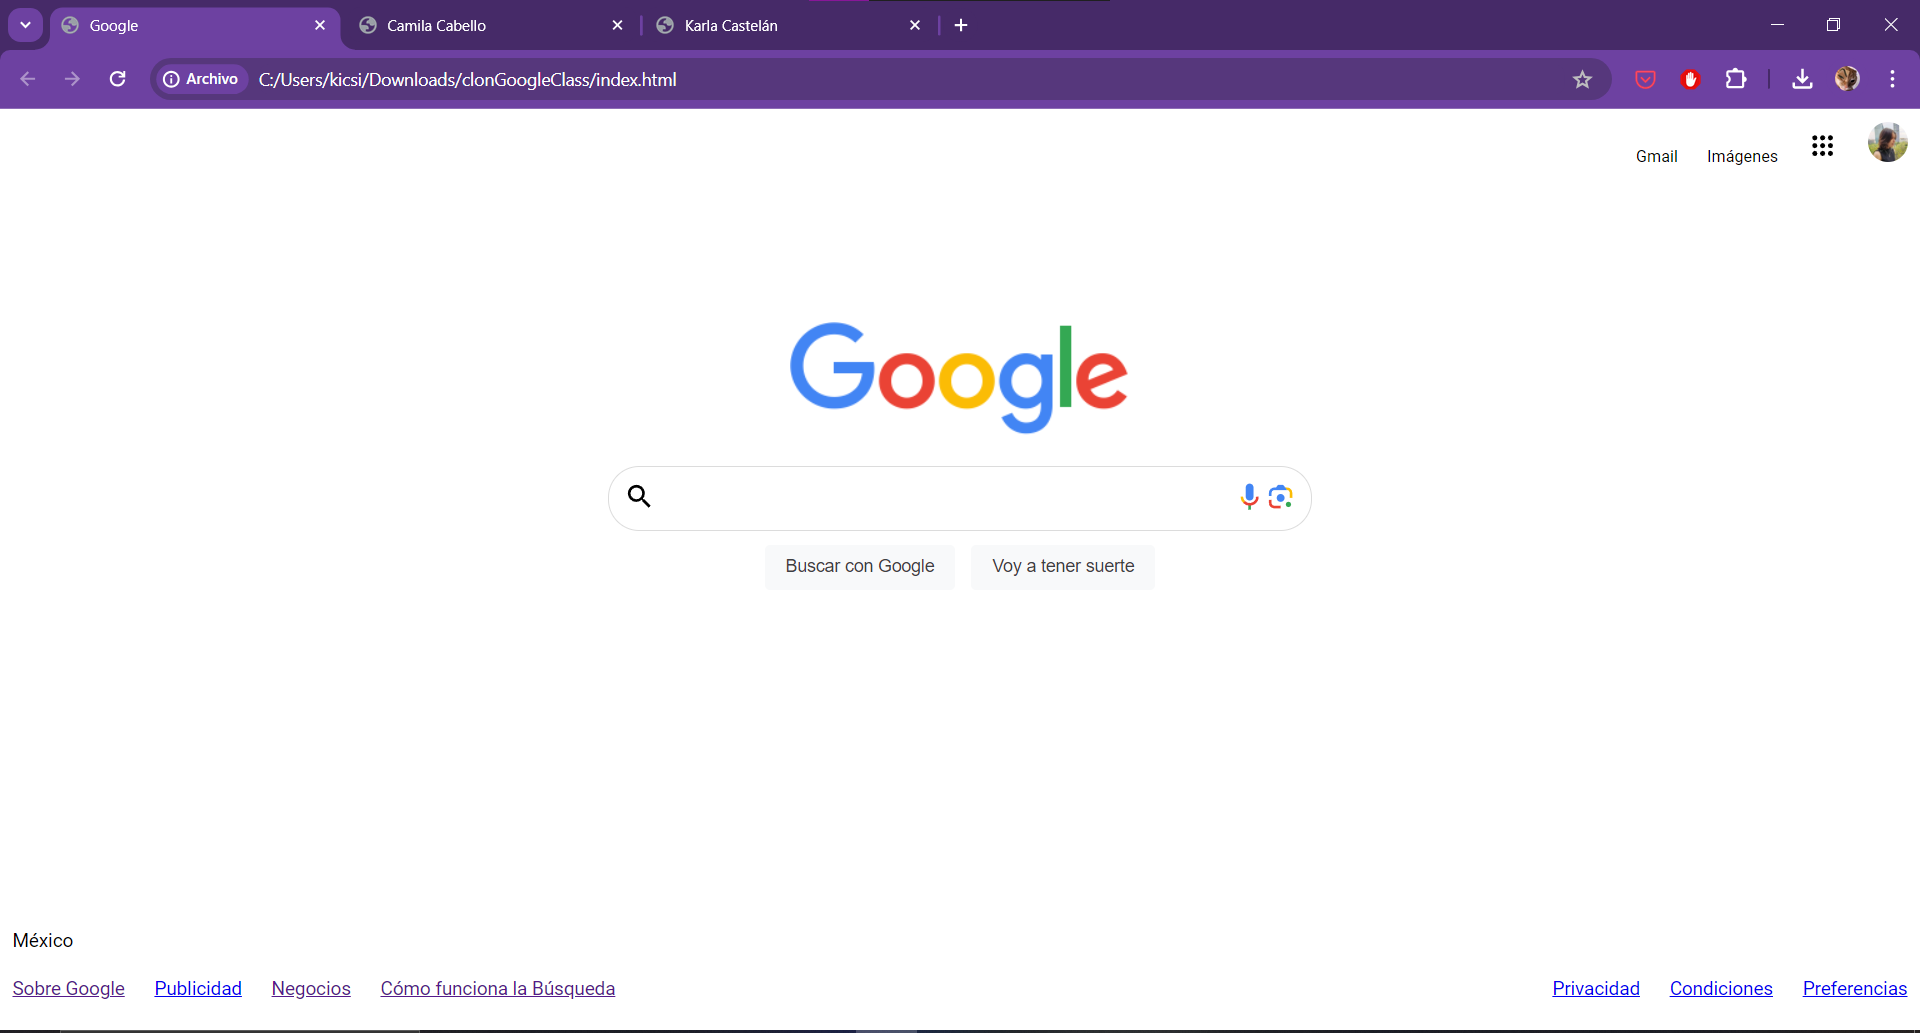 Google Camila Cabello Karla Castelán
Archivo C:/Users/kicsi/Downloads/clonGoogleClass/index.html
Gmail Imágenes
Google
Buscar con Google Voy a tener suerte
México
Sobre Google Publicidad Negocios Cómo funciona la Búsqueda Privacidad Condiciones Preferencias